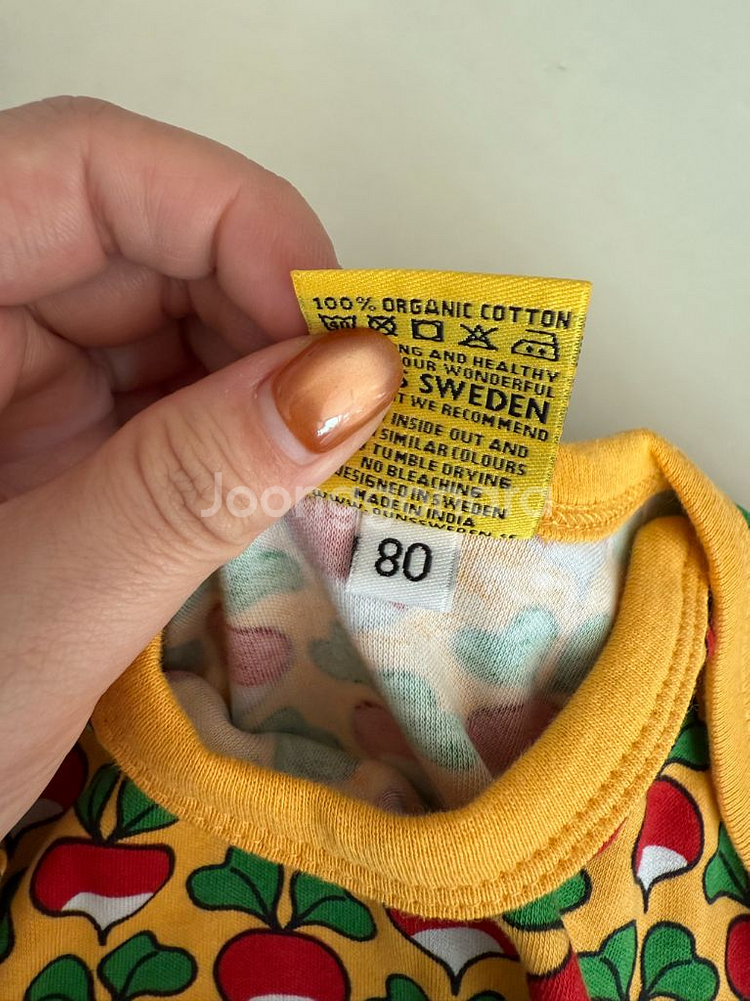 100% ORGANIC COTTON
AND HEALTHY
OUR WONDERFUL
SWEDEN
WE RECOMMEND
INSIDE OUT AND
SIMILAR COLOURS
TUMBLE DRYING
NO BLEACHING
DESIGNED IN SWEDEN
MADE IN INDIA
80